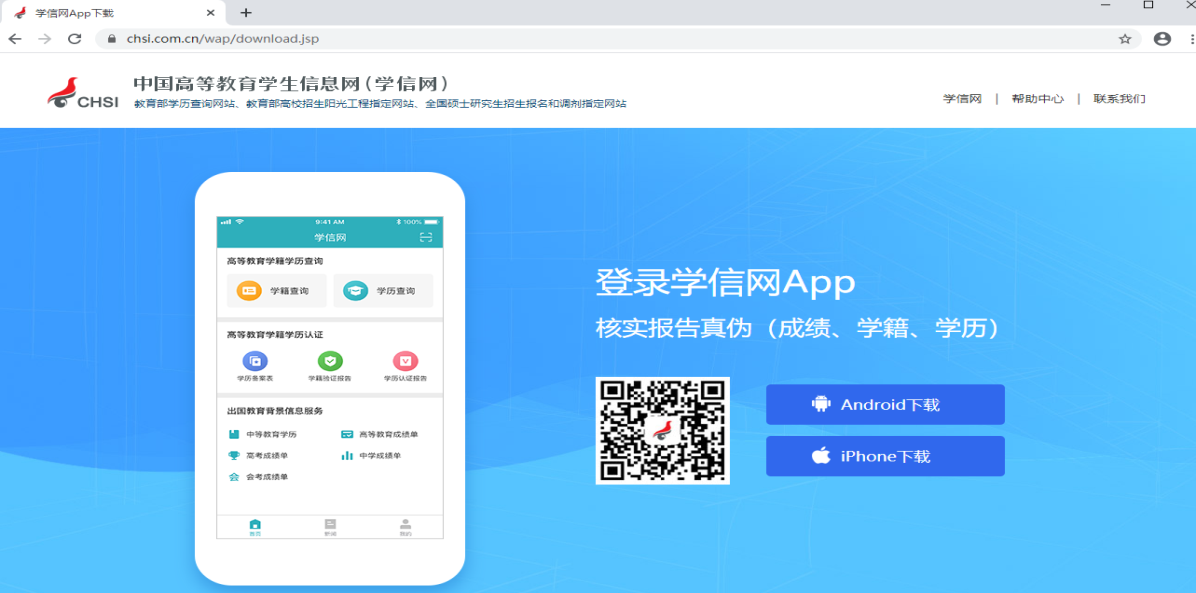 学信网App下载
chsi.com.cn/wap/download.jsp
CHSI
中国高等教育学生信息网(学信网)
教育部学历查询网站、教育部高校招生阳光工程指定网站、全国硕士研究生招生报名和调剂指定网站
学信网 | 帮助中心 | 联系我们
9:41 AM 100%
学信网
高等教育学籍学历查询
学籍查询 学历查询
高等教育学籍学历认证
学历备案表 学籍验证报告 学历认证报告
出国教育背景信息服务
中等教育学历 高等教育成绩单
高考成绩单 中学成绩单
会考成绩单
首页 新闻 我的
登录学信网App
核实报告真伪（成绩、学籍、学历）
Android下载
iPhone下载